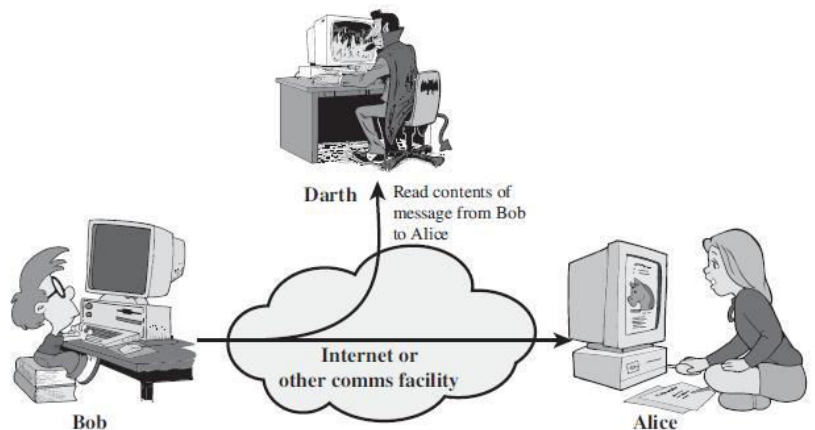 Darth
Read contents of
message from Bob
to Alice
Internet or
other comms facility
Bob
Alice